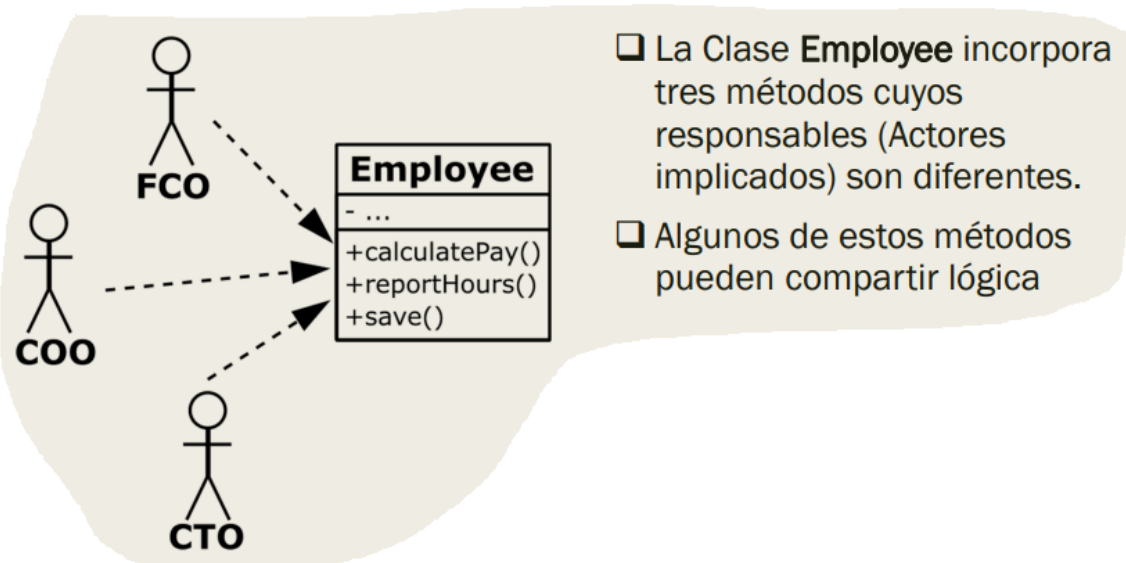 FCO
COO
CTO
Employee
- ...
+calculatePay()
+reportHours()
+save()
❑ La Clase Employee incorpora
tres métodos cuyos
responsables (Actores
implicados) son diferentes.
❑ Algunos de estos métodos
pueden compartir lógica